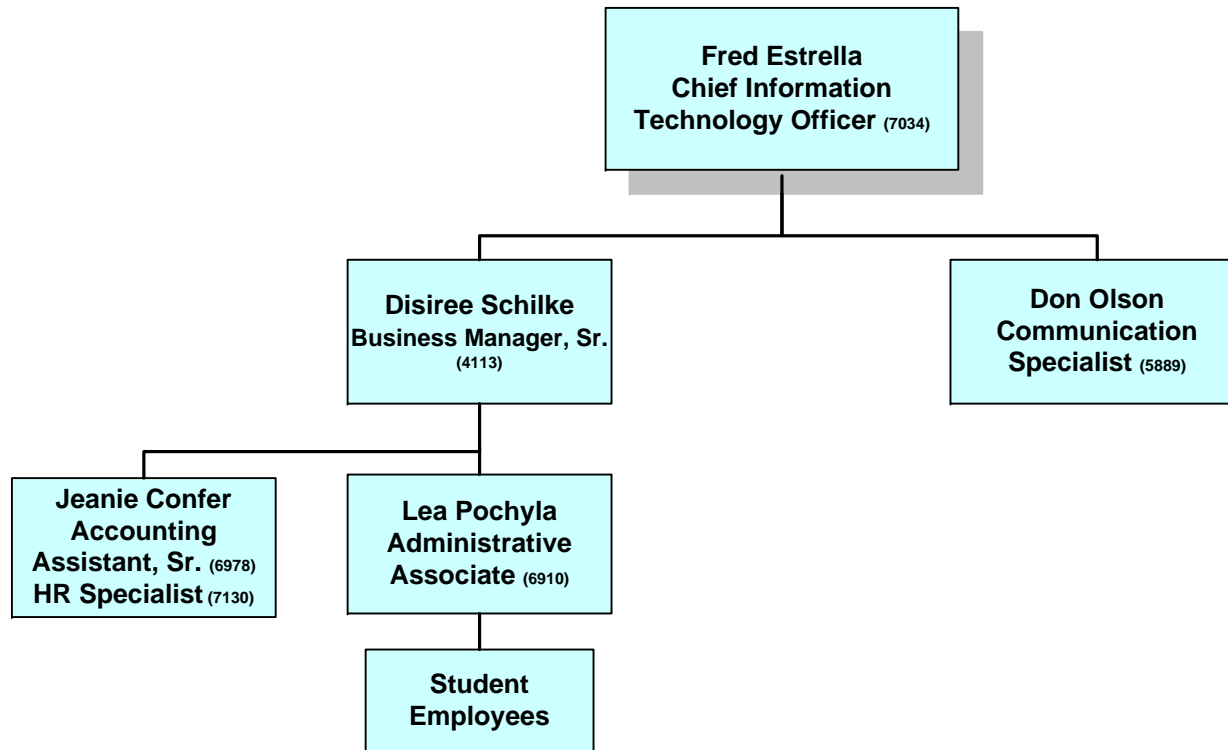 Fred Estrella
Chief Information
Technology Officer (7034)
Disiree Schilke
Business Manager, Sr.
(4113)
Don Olson
Communication
Specialist (5889)
Jeanie Confer
Accounting
Assistant, Sr. (6978)
HR Specialist (7130)
Lea Pochyla
Administrative
Associate (6910)
Student
Employees